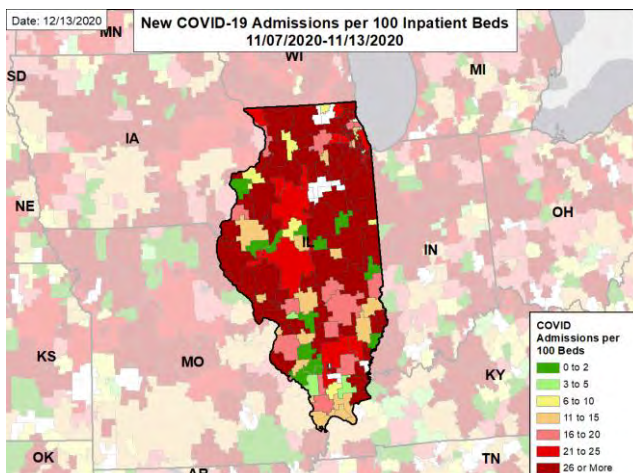 Date: 12/13/2020
New COVID-19 Admissions per 100 Inpatient Beds
11/07/2020-11/13/2020
MN
WI
SD
MI
IA
NE
IL
IN
OH
KS
MO
KY
OK
AR
TN
COVID
Admissions per
100 Beds
0 to 2
3 to 5
6 to 10
11 to 15
16 to 20
21 to 25
26 or More